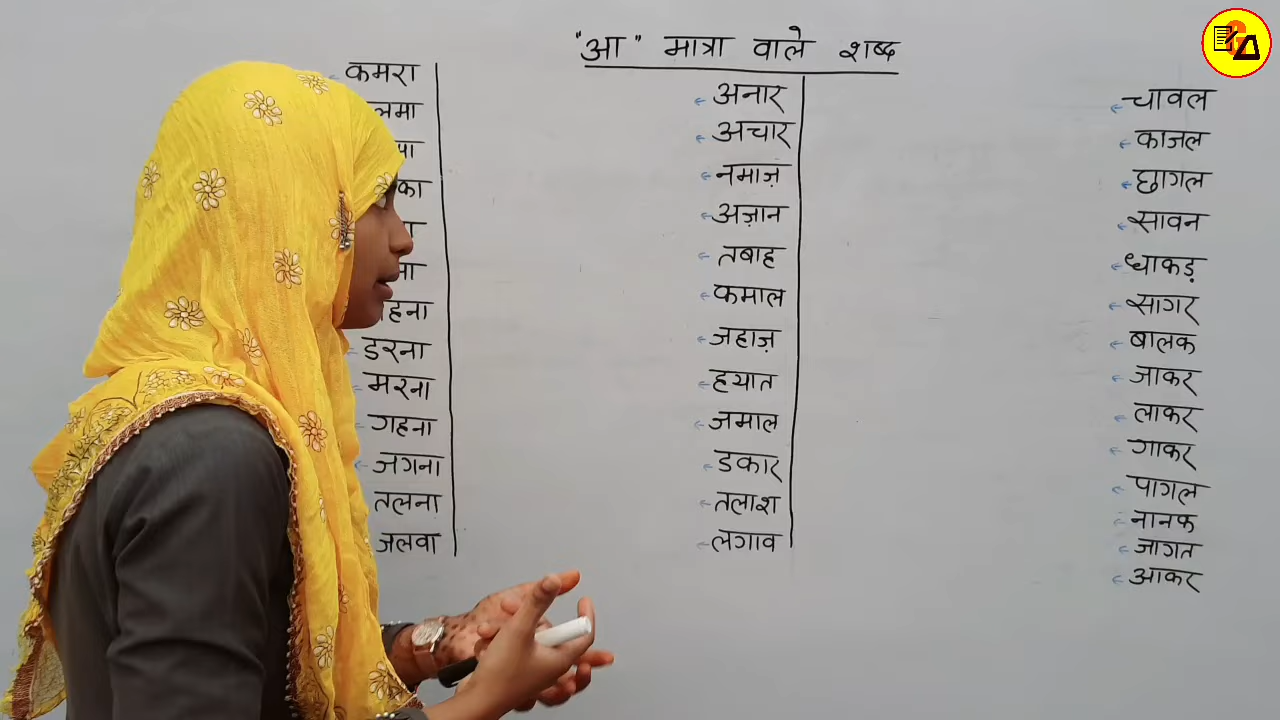 "आ" मात्रा वाले शब्द
कमरा
डरना
मरना
गहना
जगना
तलना
जलवा
अनार
अचार
नमाज़
अज़ान
तबाह
कमाल
जहाज़
हयात
जमाल
डकार
तलाश
लगाव
चावल
काजल
छागल
सावन
धाकड़
सागर
बालक
जाकर
लाकर
गाकर
पागल
नानक
जागत
आकर